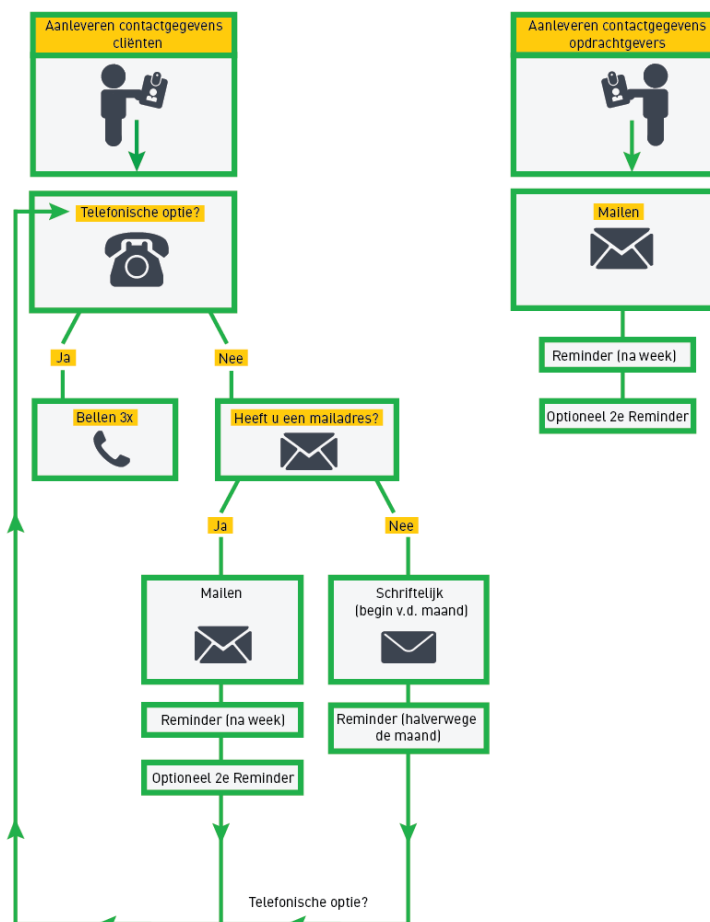 Aanleveren contactgegevens
cliënten
Aanleveren contactgegevens
opdrachtgevers
Telefonische optie?
Mailen
Ja
Nee
Reminder (na week)
Bellen 3x
Heeft u een mailadres?
Optioneel 2e Reminder
Ja
Nee
Mailen
Schriftelijk
(begin v.d. maand)
Reminder (na week)
Reminder (halverwege
de maand)
Optioneel 2e Reminder
Telefonische optie?